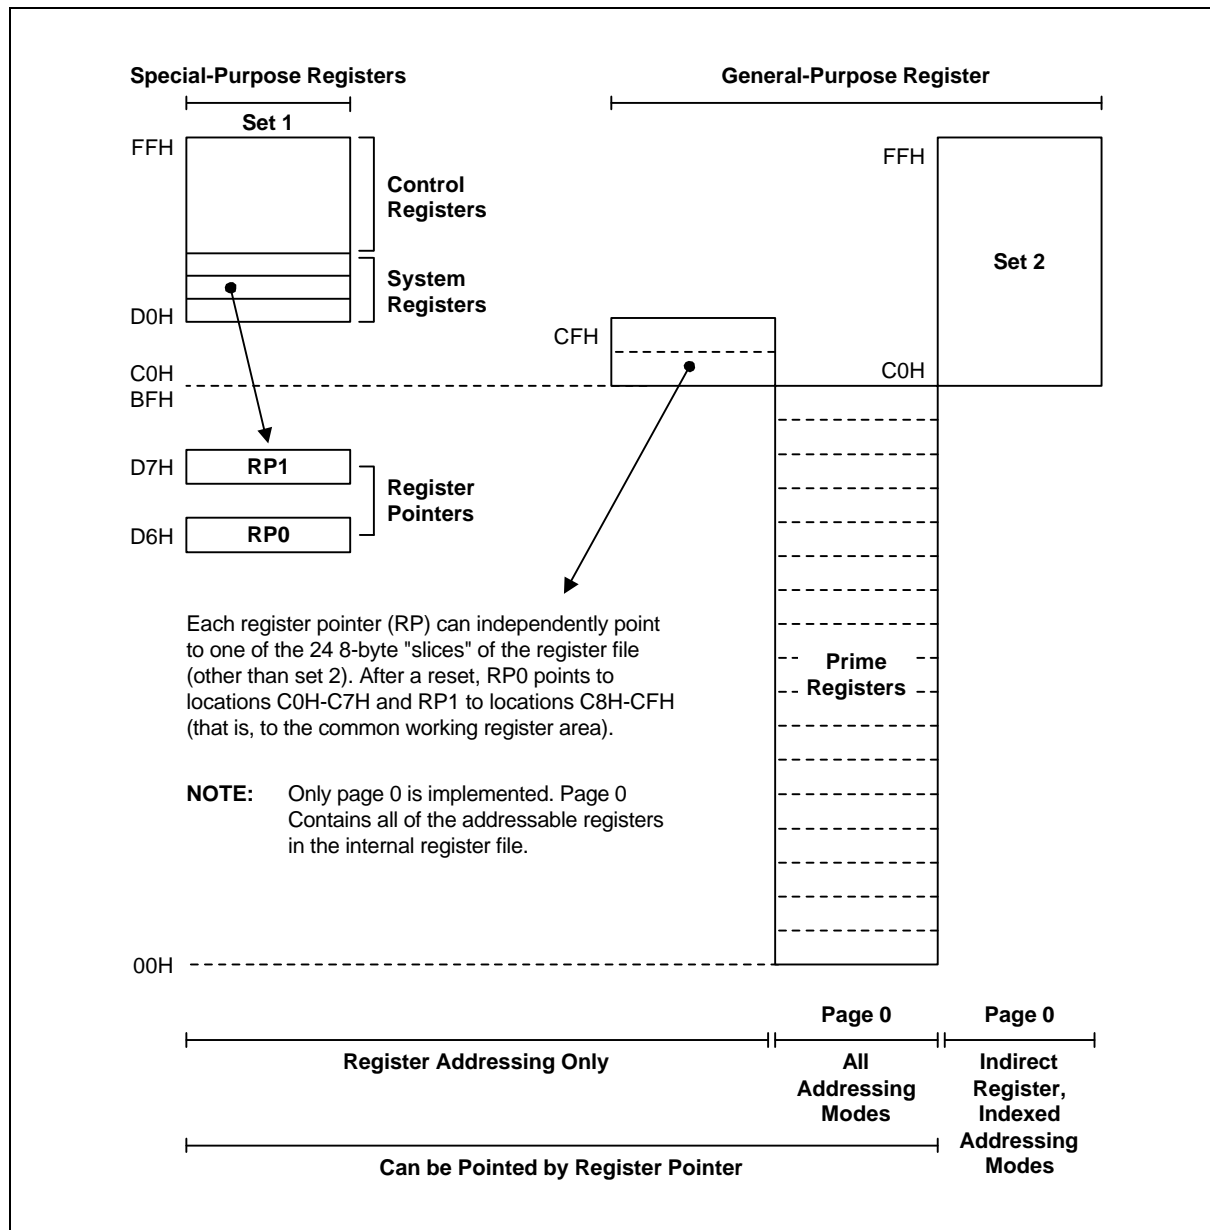 Special-Purpose Registers
General-Purpose Register
Set 1
FFH
Control
Registers
System
Registers
D0H
FFH
Set 2
CFH
C0H
C0H
BFH
D7H
RP1
Register
Pointers
D6H
RP0
Each register pointer (RP) can independently point
to one of the 24 8-byte "slices" of the register file
(other than set 2). After a reset, RP0 points to
locations C0H-C7H and RP1 to locations C8H-CFH
(that is, to the common working register area).
Prime
Registers
NOTE: Only page 0 is implemented. Page 0
Contains all of the addressable registers
in the internal register file.
00H
Page 0
Page 0
Register Addressing Only
All
Addressing
Modes
Indirect
Register,
Indexed
Addressing
Modes
Can be Pointed by Register Pointer